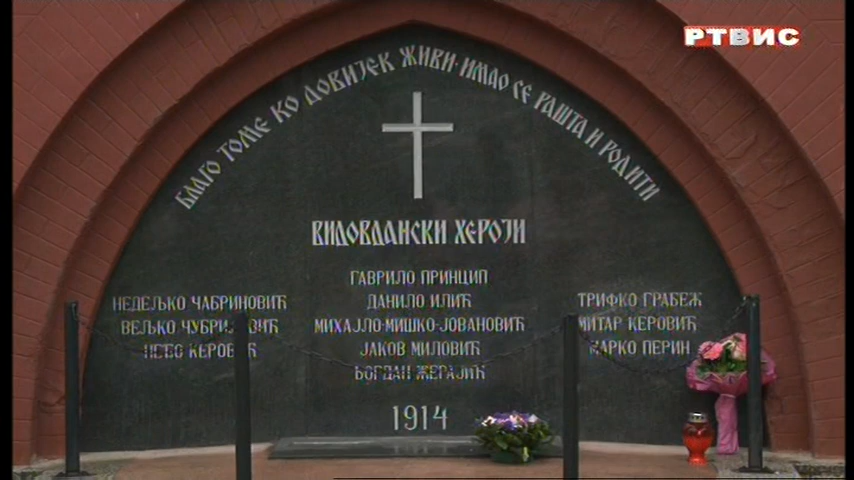 РТВИС
БЛАГО ТОМЕ КО ДОВИЈЕК ЖИВИ · ИМАО СЕ РАШТА И РОДИТИ
ВИДОВДАНСКИ ХЕРОЈИ
НЕДЕЉКО ЧАБРИНОВИЋ
ВЕЉКО ЧУБРИЛОВИЋ
НЕЂО КЕРОВИЋ
ГАВРИЛО ПРИНЦИП
ДАНИЛО ИЛИЋ
МИХАЈЛО-МИШКО-ЈОВАНОВИЋ
ЈАКОВ МИЛОВИЋ
БОГДАН ЖЕРАЈИЋ
ТРИФКО ГРАБЕЖ
МИТАР КЕРОВИЋ
МАРКО ПЕРИН
1914